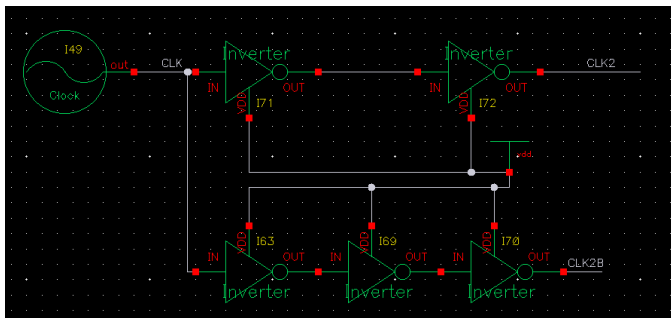 I49
out
CLK
Clock
Inverter
IN
OUT
VDD
I71
Inverter
IN
OUT
VDD
I72
CLK2
vdd
IN
VDD
I63
OUT
Inverter
IN
VDD
I69
OUT
Inverter
IN
VDD
I70
OUT
Inverter
CLK2B